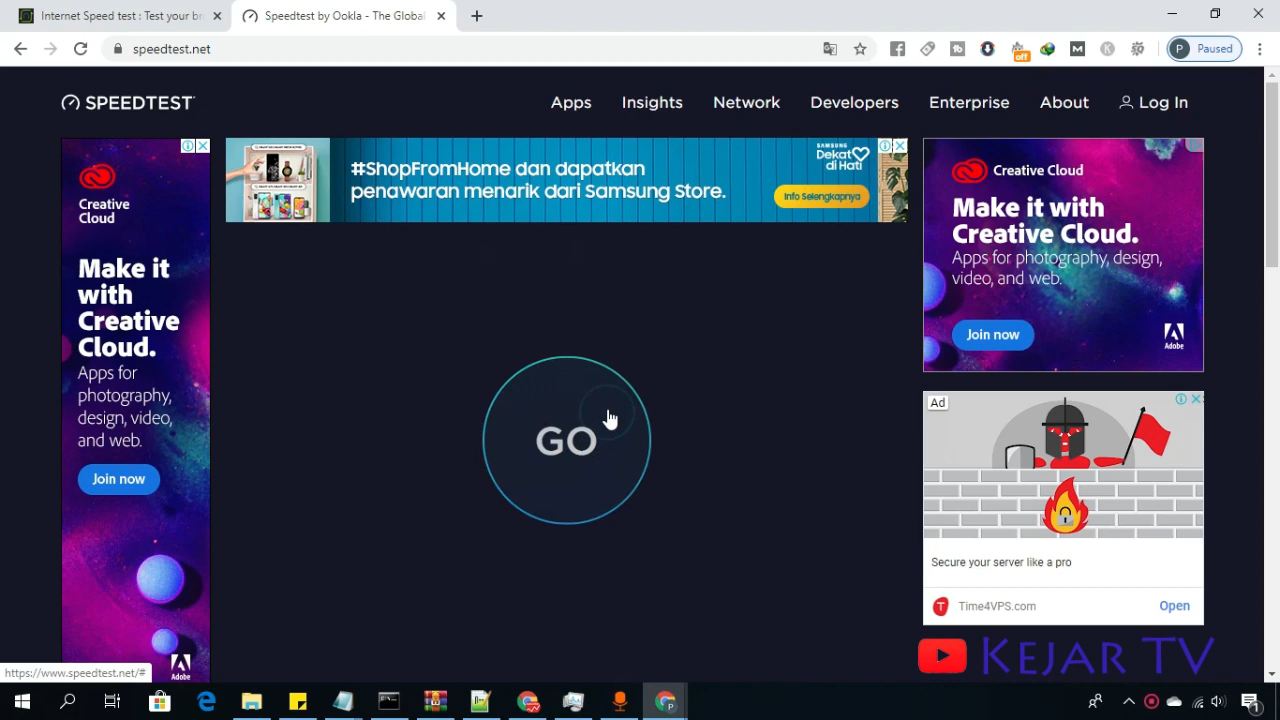 Internet Speed test : Test your br
Speedtest by Ookla - The Global
speedtest.net
off
P Paused
SPEEDTEST
Apps Insights Network Developers Enterprise About Log In
Creative
Cloud
Make it
with
Creative
Cloud.
Apps for
photography,
design, video,
and web.
Join now
Adobe
#ShopFromHome dan dapatkan
penawaran menarik dari Samsung Store.
SAMSUNG
Dekat
di Hati
Info Selengkapnya
GO
Creative Cloud
Make it with
Creative Cloud.
Apps for photography, design,
video, and web.
Join now
Adobe
Ad
Secure your server like a pro
Time4VPS.com
Open
Kejar TV
https://www.speedtest.net/#